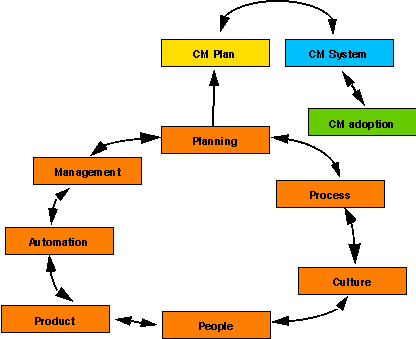 CM Plan
CM System
CM adoption
Planning
Management
Process
Automation
Culture
Product
People